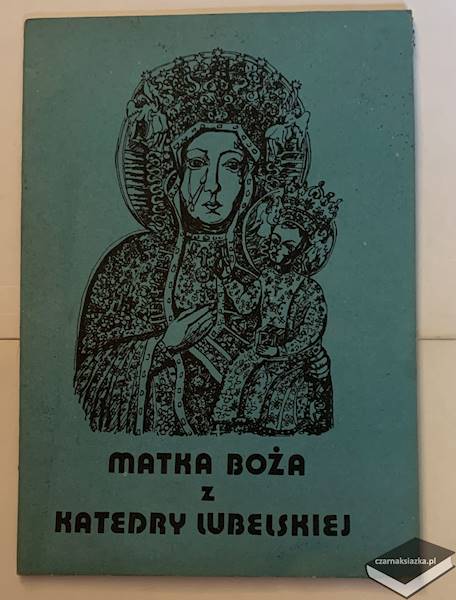 MATKA BOŻA
Z
KATEDRY LUBELSKIEJ
czarnaksiazka.pl